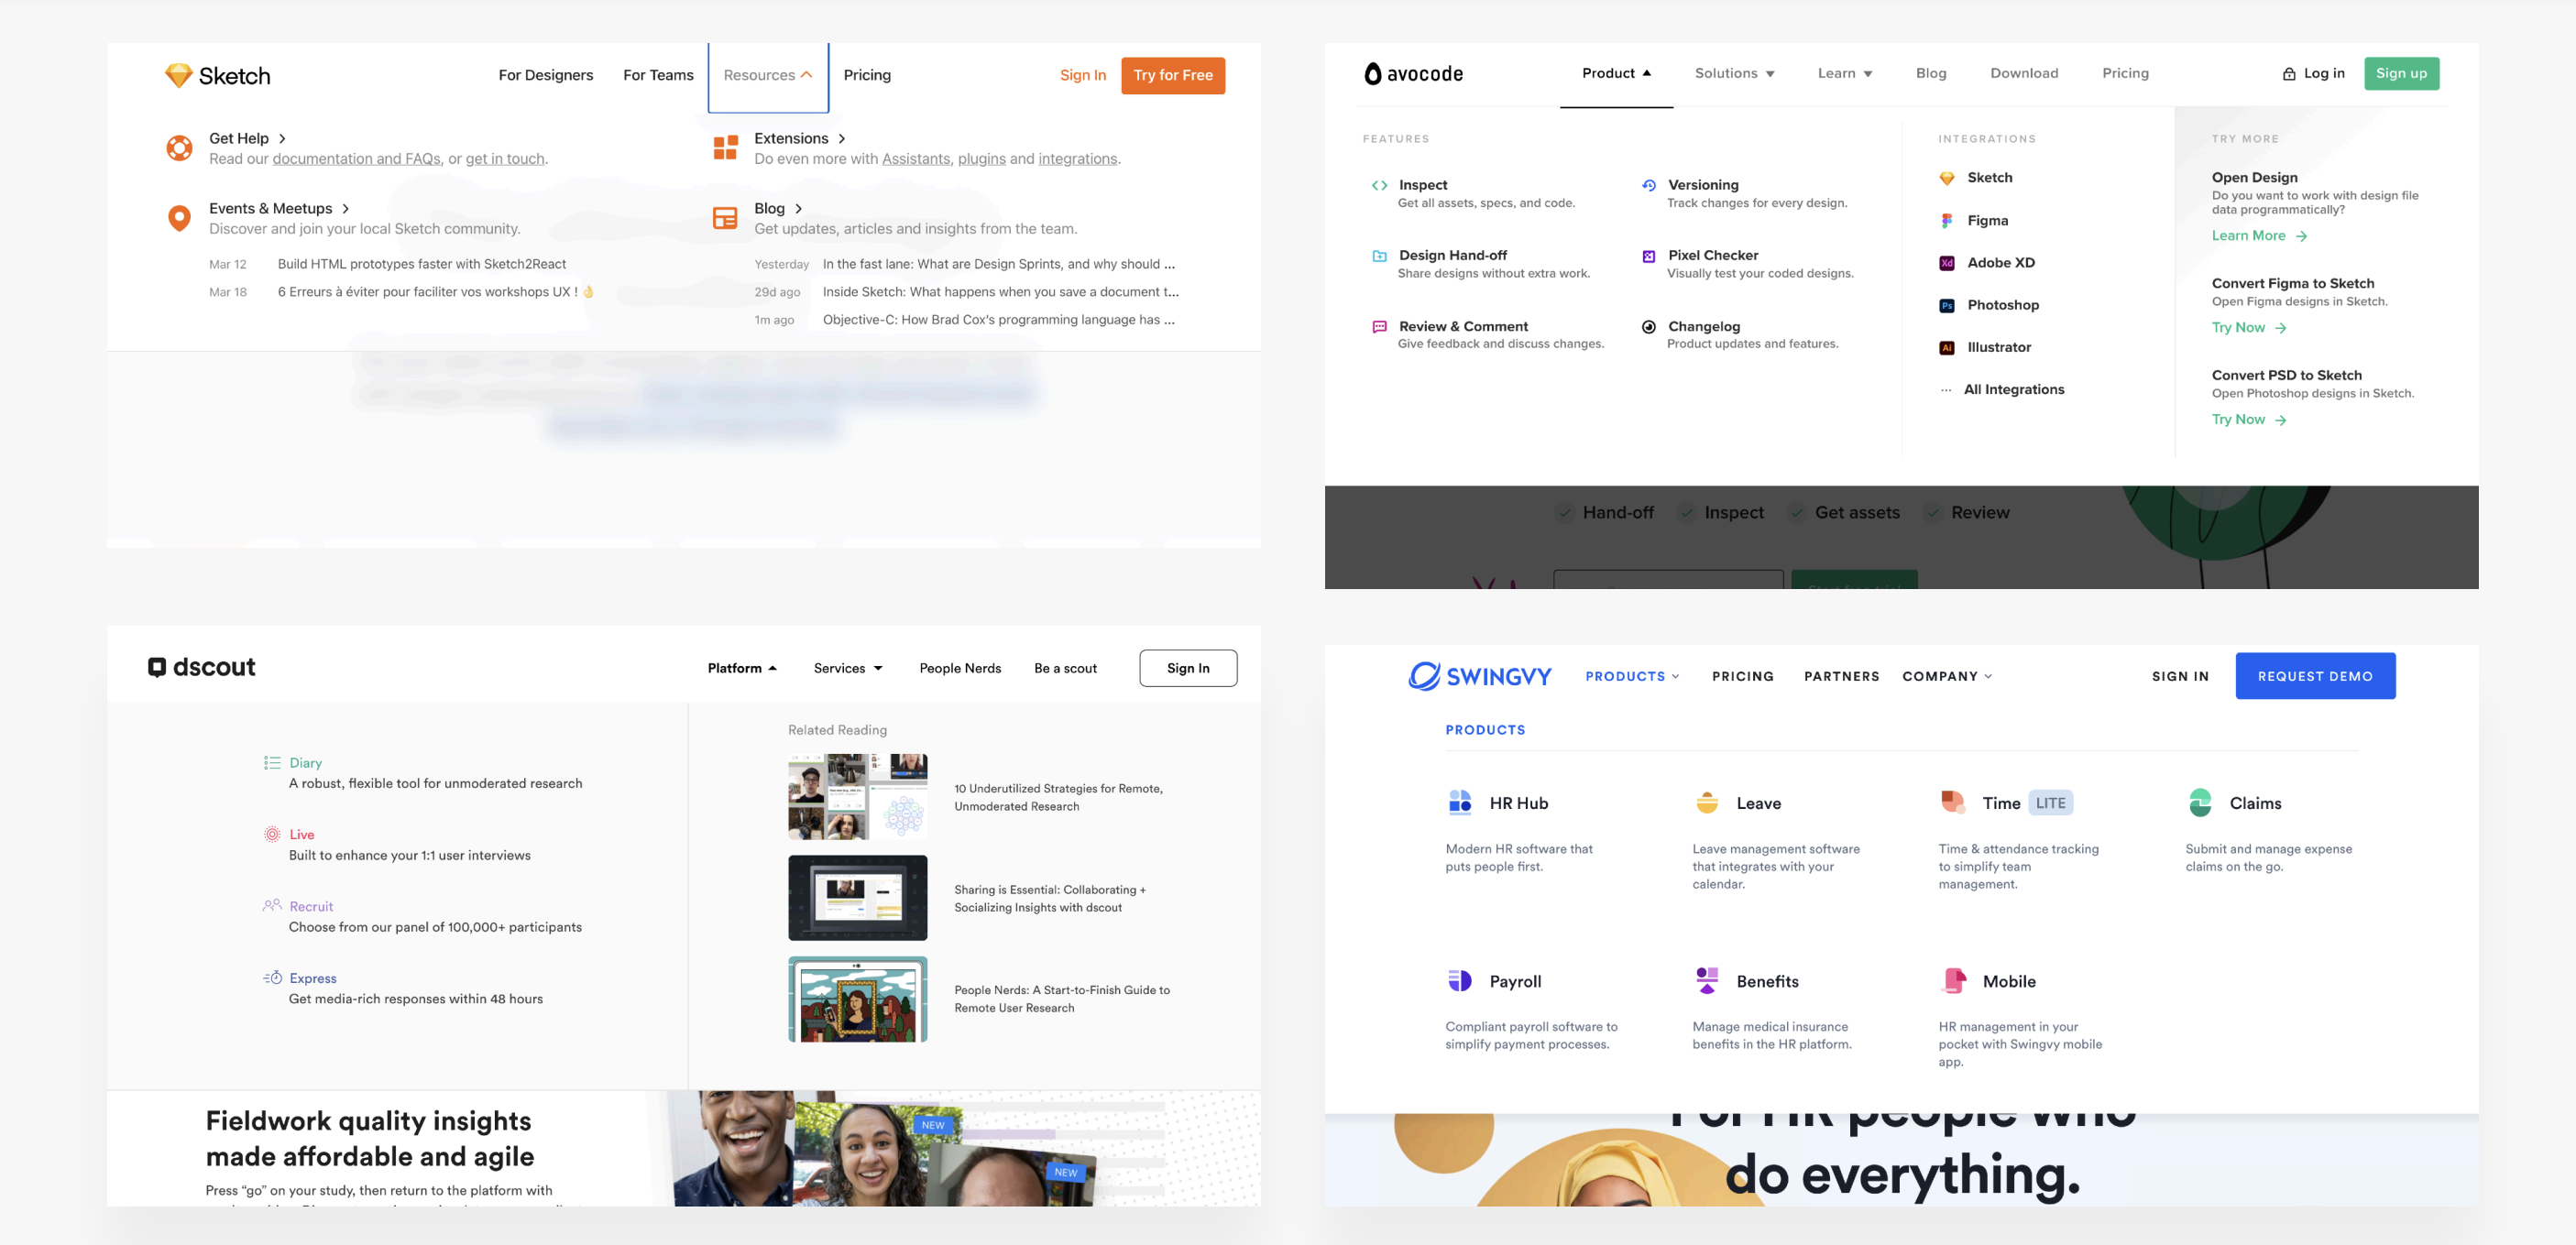 Sketch
For Designers For Teams Resources Pricing Sign In Try for Free
Get Help >
Read our documentation and FAQs, or get in touch.
Events & Meetups >
Discover and join your local Sketch community.
Mar 12 Build HTML prototypes faster with Sketch2React
Mar 18 6 Erreurs à éviter pour faciliter vos workshops UX ! 👌
Extensions >
Do even more with Assistants, plugins and integrations.
Blog >
Get updates, articles and insights from the team.
Yesterday In the fast lane: What are Design Sprints, and why should ...
29d ago Inside Sketch: What happens when you save a document t...
1m ago Objective-C: How Brad Cox's programming language has ...
avocode
Product Solutions Learn Blog Download Pricing Log in Sign up
FEATURES
Inspect
Get all assets, specs, and code.
Design Hand-off
Share designs without extra work.
Review & Comment
Give feedback and discuss changes.
Versioning
Track changes for every design.
Pixel Checker
Visually test your coded designs.
Changelog
Product updates and features.
INTEGRATIONS
Sketch
Figma
Xd Adobe XD
Ps Photoshop
Ai Illustrator
... All Integrations
TRY MORE
Open Design
Do you want to work with design file
data programmatically?
Learn More →
Convert Figma to Sketch
Open Figma designs in Sketch.
Try Now →
Convert PSD to Sketch
Open Photoshop designs in Sketch.
Try Now →
Hand-off Inspect Get assets Review
dscout
Platform Services People Nerds Be a scout Sign In
Diary
A robust, flexible tool for unmoderated research
Live
Built to enhance your 1:1 user interviews
Recruit
Choose from our panel of 100,000+ participants
Express
Get media-rich responses within 48 hours
Related Reading
10 Underutilized Strategies for Remote,
Unmoderated Research
Sharing is Essential: Collaborating +
Socializing Insights with dscout
People Nerds: A Start-to-Finish Guide to
Remote User Research
Fieldwork quality insights
made affordable and agile
Press “go” on your study, then return to the platform with
NEW
NEW
SWINGVY
PRODUCTS PRICING PARTNERS COMPANY SIGN IN REQUEST DEMO
PRODUCTS
HR Hub
Modern HR software that
puts people first.
Leave
Leave management software
that integrates with your
calendar.
Time LITE
Time & attendance tracking
to simplify team
management.
Claims
Submit and manage expense
claims on the go.
Payroll
Compliant payroll software to
simplify payment processes.
Benefits
Manage medical insurance
benefits in the HR platform.
Mobile
HR management in your
pocket with Swingvy mobile
app.
For HR people who
do everything.